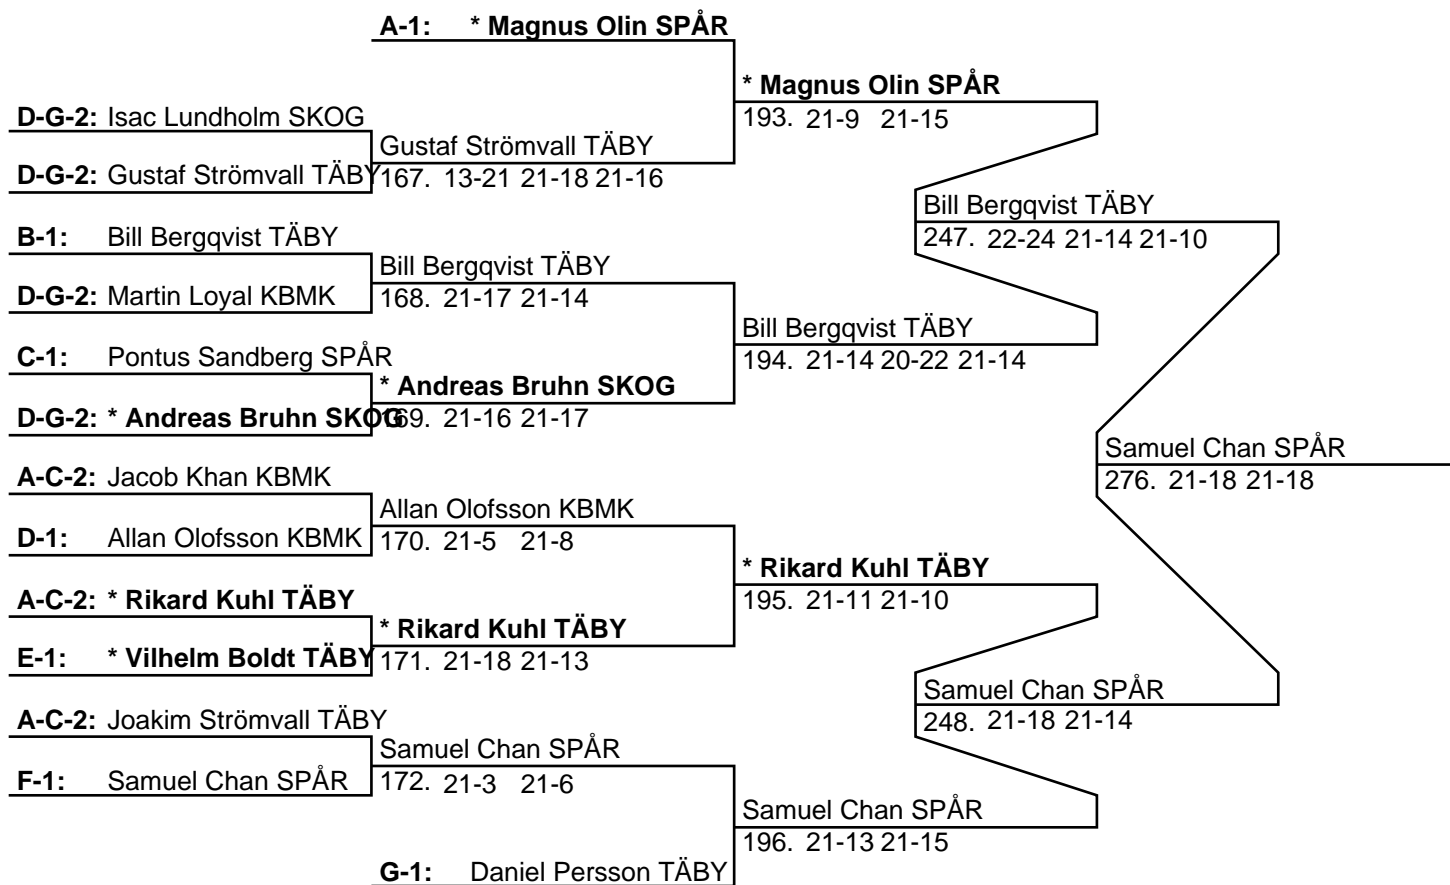 A-1: * Magnus Olin SPÅR
* Magnus Olin SPÅR
193. 21-9 21-15
D-G-2: Isac Lundholm SKOG
Gustaf Strömvall TÄBY
D-G-2: Gustaf Strömvall TÄBY
167. 13-21 21-18 21-16
Bill Bergqvist TÄBY
247. 22-24 21-14 21-10
B-1: Bill Bergqvist TÄBY
Bill Bergqvist TÄBY
D-G-2: Martin Loyal KBMK
168. 21-17 21-14
Bill Bergqvist TÄBY
194. 21-14 20-22 21-14
C-1: Pontus Sandberg SPÅR
* Andreas Bruhn SKOG
D-G-2: * Andreas Bruhn SKOG
169. 21-16 21-17
Samuel Chan SPÅR
276. 21-18 21-18
A-C-2: Jacob Khan KBMK
Allan Olofsson KBMK
D-1: Allan Olofsson KBMK
170. 21-5 21-8
* Rikard Kuhl TÄBY
195. 21-11 21-10
A-C-2: * Rikard Kuhl TÄBY
* Rikard Kuhl TÄBY
E-1: * Vilhelm Boldt TÄBY
171. 21-18 21-13
Samuel Chan SPÅR
248. 21-18 21-14
A-C-2: Joakim Strömvall TÄBY
Samuel Chan SPÅR
F-1: Samuel Chan SPÅR
172. 21-3 21-6
Samuel Chan SPÅR
196. 21-13 21-15
G-1: Daniel Persson TÄBY